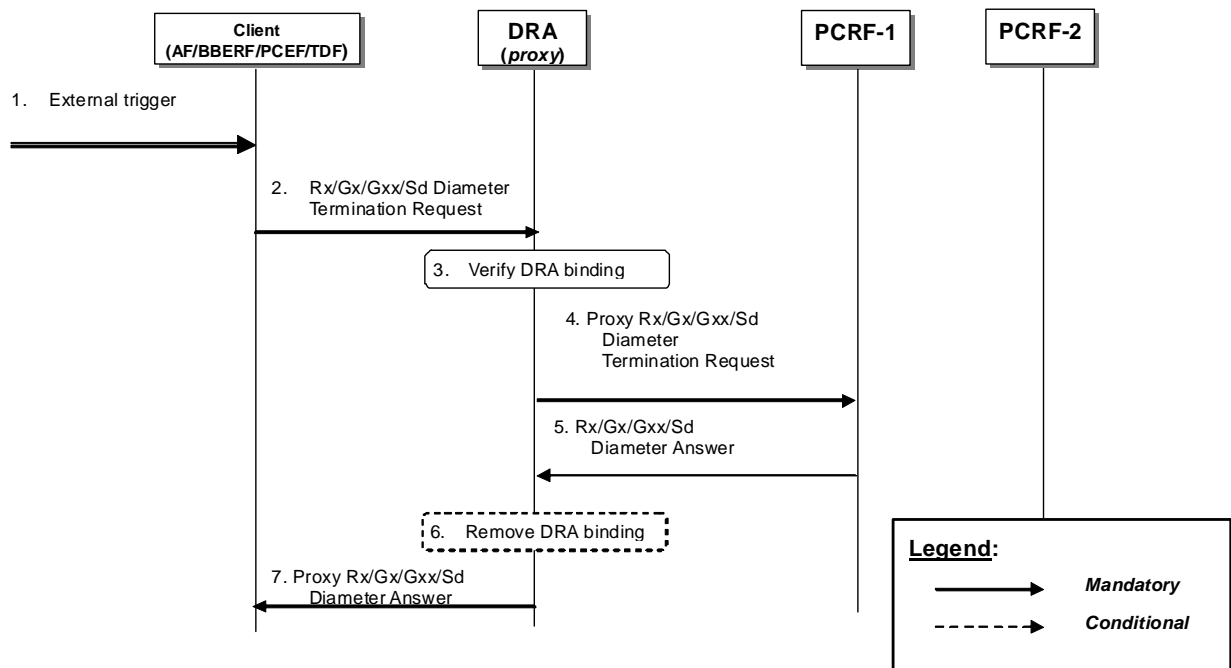 Client
(AF/BBERF/PCEF/TDF)
DRA
(proxy)
PCRF-1
PCRF-2
1. External trigger
2. Rx/Gx/Gxx/Sd Diameter
Termination Request
3. Verify DRA binding
4. Proxy Rx/Gx/Gxx/Sd
Diameter
Termination Request
5. Rx/Gx/Gxx/Sd
Diameter Answer
6. Remove DRA binding
7. Proxy Rx/Gx/Gxx/Sd
Diameter Answer
Legend:
Mandatory
Conditional